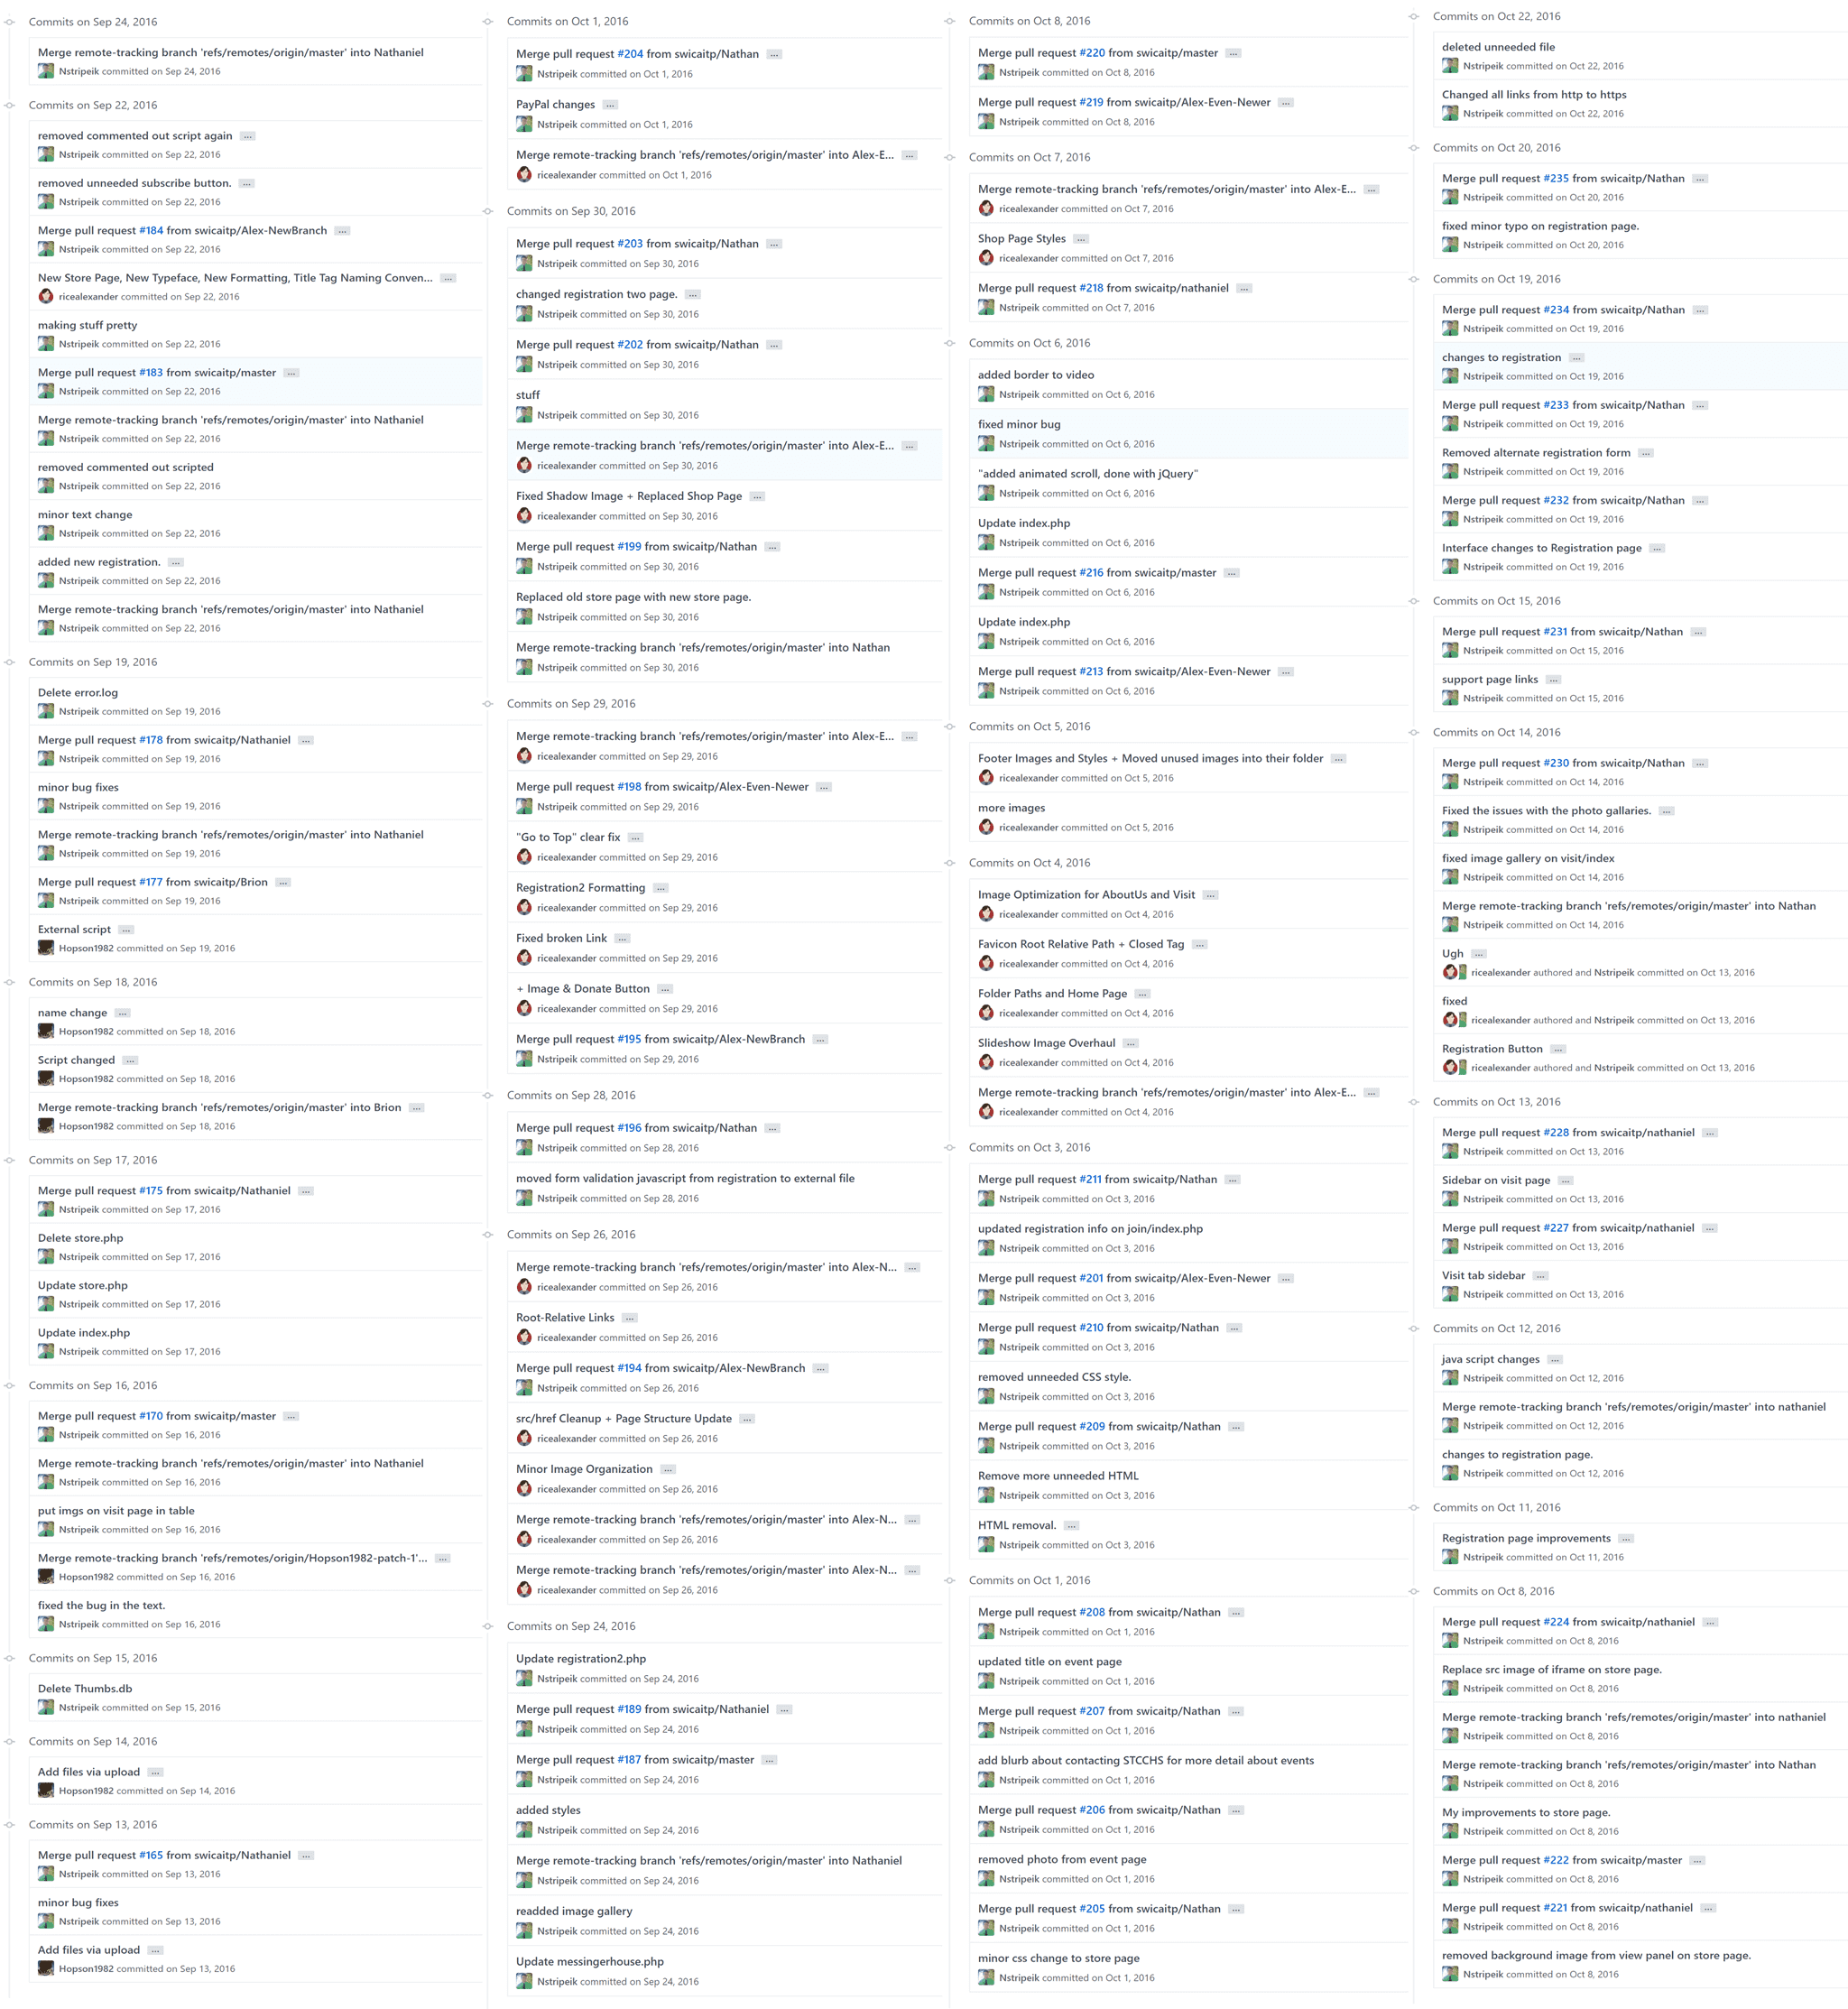 Commits on Sep 24, 2016
Merge remote-tracking branch 'refs/remotes/origin/master' into Nathaniel
Nstripeik committed on Sep 24, 2016
Commits on Sep 22, 2016
removed commented out script again ...
Nstripeik committed on Sep 22, 2016
removed unneeded subscribe button. ...
Nstripeik committed on Sep 22, 2016
Merge pull request #184 from swicaitp/Alex-NewBranch ...
Nstripeik committed on Sep 22, 2016
New Store Page, New Typeface, New Formatting, Title Tag Naming Conven... ...
ricealexander committed on Sep 22, 2016
making stuff pretty
Nstripeik committed on Sep 22, 2016
Merge pull request #183 from swicaitp/master ...
Nstripeik committed on Sep 22, 2016
Merge remote-tracking branch 'refs/remotes/origin/master' into Nathaniel
Nstripeik committed on Sep 22, 2016
removed commented out scripted
Nstripeik committed on Sep 22, 2016
minor text change
Nstripeik committed on Sep 22, 2016
added new registration. ...
Nstripeik committed on Sep 22, 2016
Merge remote-tracking branch 'refs/remotes/origin/master' into Nathaniel
Nstripeik committed on Sep 22, 2016
Commits on Sep 19, 2016
Delete error.log
Nstripeik committed on Sep 19, 2016
Merge pull request #178 from swicaitp/Nathaniel ...
Nstripeik committed on Sep 19, 2016
minor bug fixes
Nstripeik committed on Sep 19, 2016
Merge remote-tracking branch 'refs/remotes/origin/master' into Nathaniel
Nstripeik committed on Sep 19, 2016
Merge pull request #177 from swicaitp/Brion ...
Nstripeik committed on Sep 19, 2016
External script ...
Hopson1982 committed on Sep 19, 2016
Commits on Sep 18, 2016
name change ...
Hopson1982 committed on Sep 18, 2016
Script changed ...
Hopson1982 committed on Sep 18, 2016
Merge remote-tracking branch 'refs/remotes/origin/master' into Brion ...
Hopson1982 committed on Sep 18, 2016
Commits on Sep 17, 2016
Merge pull request #175 from swicaitp/Nathaniel ...
Nstripeik committed on Sep 17, 2016
Delete store.php
Nstripeik committed on Sep 17, 2016
Update store.php
Nstripeik committed on Sep 17, 2016
Update index.php
Nstripeik committed on Sep 17, 2016
Commits on Sep 16, 2016
Merge pull request #170 from swicaitp/master ...
Nstripeik committed on Sep 16, 2016
Merge remote-tracking branch 'refs/remotes/origin/master' into Nathaniel
Nstripeik committed on Sep 16, 2016
put imgs on visit page in table
Nstripeik committed on Sep 16, 2016
Merge remote-tracking branch 'refs/remotes/origin/Hopson1982-patch-1'... ...
Hopson1982 committed on Sep 16, 2016
fixed the bug in the text.
Nstripeik committed on Sep 16, 2016
Commits on Sep 15, 2016
Delete Thumbs.db
Nstripeik committed on Sep 15, 2016
Commits on Sep 14, 2016
Add files via upload ...
Hopson1982 committed on Sep 14, 2016
Commits on Sep 13, 2016
Merge pull request #165 from swicaitp/Nathaniel ...
Nstripeik committed on Sep 13, 2016
minor bug fixes
Nstripeik committed on Sep 13, 2016
Add files via upload ...
Hopson1982 committed on Sep 13, 2016
Commits on Oct 1, 2016
Merge pull request #204 from swicaitp/Nathan ...
Nstripeik committed on Oct 1, 2016
PayPal changes ...
Nstripeik committed on Oct 1, 2016
Merge remote-tracking branch 'refs/remotes/origin/master' into Alex-E... ...
ricealexander committed on Oct 1, 2016
Commits on Sep 30, 2016
Merge pull request #203 from swicaitp/Nathan ...
Nstripeik committed on Sep 30, 2016
changed registration two page. ...
Nstripeik committed on Sep 30, 2016
Merge pull request #202 from swicaitp/Nathan ...
Nstripeik committed on Sep 30, 2016
stuff
Nstripeik committed on Sep 30, 2016
Merge remote-tracking branch 'refs/remotes/origin/master' into Alex-E... ...
ricealexander committed on Sep 30, 2016
Fixed Shadow Image + Replaced Shop Page ...
ricealexander committed on Sep 30, 2016
Merge pull request #199 from swicaitp/Nathan ...
Nstripeik committed on Sep 30, 2016
Replaced old store page with new store page.
Nstripeik committed on Sep 30, 2016
Merge remote-tracking branch 'refs/remotes/origin/master' into Nathan
Nstripeik committed on Sep 30, 2016
Commits on Sep 29, 2016
Merge remote-tracking branch 'refs/remotes/origin/master' into Alex-E... ...
ricealexander committed on Sep 29, 2016
Merge pull request #198 from swicaitp/Alex-Even-Newer ...
Nstripeik committed on Sep 29, 2016
"Go to Top" clear fix ...
ricealexander committed on Sep 29, 2016
Registration2 Formatting ...
ricealexander committed on Sep 29, 2016
Fixed broken Link ...
ricealexander committed on Sep 29, 2016
+ Image & Donate Button ...
ricealexander committed on Sep 29, 2016
Merge pull request #195 from swicaitp/Alex-NewBranch ...
Nstripeik committed on Sep 29, 2016
Commits on Sep 28, 2016
Merge pull request #196 from swicaitp/Nathan ...
Nstripeik committed on Sep 28, 2016
moved form validation javascript from registration to external file
Nstripeik committed on Sep 28, 2016
Commits on Sep 26, 2016
Merge remote-tracking branch 'refs/remotes/origin/master' into Alex-N... ...
ricealexander committed on Sep 26, 2016
Root-Relative Links ...
ricealexander committed on Sep 26, 2016
Merge pull request #194 from swicaitp/Alex-NewBranch ...
Nstripeik committed on Sep 26, 2016
src/href Cleanup + Page Structure Update ...
ricealexander committed on Sep 26, 2016
Minor Image Organization ...
ricealexander committed on Sep 26, 2016
Merge remote-tracking branch 'refs/remotes/origin/master' into Alex-N... ...
ricealexander committed on Sep 26, 2016
Merge remote-tracking branch 'refs/remotes/origin/master' into Alex-N... ...
ricealexander committed on Sep 26, 2016
Commits on Sep 24, 2016
Update registration2.php
Nstripeik committed on Sep 24, 2016
Merge pull request #189 from swicaitp/Nathaniel ...
Nstripeik committed on Sep 24, 2016
Merge pull request #187 from swicaitp/master ...
Nstripeik committed on Sep 24, 2016
added styles
Nstripeik committed on Sep 24, 2016
Merge remote-tracking branch 'refs/remotes/origin/master' into Nathaniel
Nstripeik committed on Sep 24, 2016
readded image gallery
Nstripeik committed on Sep 24, 2016
Update messingerhouse.php
Nstripeik committed on Sep 24, 2016
Commits on Oct 8, 2016
Merge pull request #220 from swicaitp/master ...
Nstripeik committed on Oct 8, 2016
Merge pull request #219 from swicaitp/Alex-Even-Newer ...
Nstripeik committed on Oct 8, 2016
Commits on Oct 7, 2016
Merge remote-tracking branch 'refs/remotes/origin/master' into Alex-E... ...
ricealexander committed on Oct 7, 2016
Shop Page Styles ...
ricealexander committed on Oct 7, 2016
Merge pull request #218 from swicaitp/nathaniel ...
Nstripeik committed on Oct 7, 2016
Commits on Oct 6, 2016
added border to video
Nstripeik committed on Oct 6, 2016
fixed minor bug
Nstripeik committed on Oct 6, 2016
"added animated scroll, done with jQuery"
Nstripeik committed on Oct 6, 2016
Update index.php
Nstripeik committed on Oct 6, 2016
Merge pull request #216 from swicaitp/master ...
Nstripeik committed on Oct 6, 2016
Update index.php
Nstripeik committed on Oct 6, 2016
Merge pull request #213 from swicaitp/Alex-Even-Newer ...
Nstripeik committed on Oct 6, 2016
Commits on Oct 5, 2016
Footer Images and Styles + Moved unused images into their folder ...
ricealexander committed on Oct 5, 2016
more images
ricealexander committed on Oct 5, 2016
Commits on Oct 4, 2016
Image Optimization for AboutUs and Visit ...
ricealexander committed on Oct 4, 2016
Favicon Root Relative Path + Closed Tag ...
ricealexander committed on Oct 4, 2016
Folder Paths and Home Page ...
ricealexander committed on Oct 4, 2016
Slideshow Image Overhaul ...
ricealexander committed on Oct 4, 2016
Merge remote-tracking branch 'refs/remotes/origin/master' into Alex-E... ...
ricealexander committed on Oct 4, 2016
Commits on Oct 3, 2016
Merge pull request #211 from swicaitp/Nathan ...
Nstripeik committed on Oct 3, 2016
updated registration info on join/index.php
Nstripeik committed on Oct 3, 2016
Merge pull request #201 from swicaitp/Alex-Even-Newer ...
Nstripeik committed on Oct 3, 2016
Merge pull request #210 from swicaitp/Nathan ...
Nstripeik committed on Oct 3, 2016
removed unneeded CSS style.
Nstripeik committed on Oct 3, 2016
Merge pull request #209 from swicaitp/Nathan ...
Nstripeik committed on Oct 3, 2016
Remove more unneeded HTML
Nstripeik committed on Oct 3, 2016
HTML removal. ...
Nstripeik committed on Oct 3, 2016
Commits on Oct 1, 2016
Merge pull request #208 from swicaitp/Nathan ...
Nstripeik committed on Oct 1, 2016
updated title on event page
Nstripeik committed on Oct 1, 2016
Merge pull request #207 from swicaitp/Nathan ...
Nstripeik committed on Oct 1, 2016
add blurb about contacting STCCHS for more detail about events
Nstripeik committed on Oct 1, 2016
Merge pull request #206 from swicaitp/Nathan ...
Nstripeik committed on Oct 1, 2016
removed photo from event page
Nstripeik committed on Oct 1, 2016
Merge pull request #205 from swicaitp/Nathan ...
Nstripeik committed on Oct 1, 2016
minor css change to store page
Nstripeik committed on Oct 1, 2016
Commits on Oct 22, 2016
deleted unneeded file
Nstripeik committed on Oct 22, 2016
Changed all links from http to https
Nstripeik committed on Oct 22, 2016
Commits on Oct 20, 2016
Merge pull request #235 from swicaitp/Nathan ...
Nstripeik committed on Oct 20, 2016
fixed minor typo on registration page.
Nstripeik committed on Oct 20, 2016
Commits on Oct 19, 2016
Merge pull request #234 from swicaitp/Nathan ...
Nstripeik committed on Oct 19, 2016
changes to registration ...
Nstripeik committed on Oct 19, 2016
Merge pull request #233 from swicaitp/Nathan ...
Nstripeik committed on Oct 19, 2016
Removed alternate registration form ...
Nstripeik committed on Oct 19, 2016
Merge pull request #232 from swicaitp/Nathan ...
Nstripeik committed on Oct 19, 2016
Interface changes to Registration page ...
Nstripeik committed on Oct 19, 2016
Commits on Oct 15, 2016
Merge pull request #231 from swicaitp/Nathan ...
Nstripeik committed on Oct 15, 2016
support page links ...
Nstripeik committed on Oct 15, 2016
Commits on Oct 14, 2016
Merge pull request #230 from swicaitp/Nathan ...
Nstripeik committed on Oct 14, 2016
Fixed the issues with the photo gallaries. ...
Nstripeik committed on Oct 14, 2016
fixed image gallery on visit/index
Nstripeik committed on Oct 14, 2016
Merge remote-tracking branch 'refs/remotes/origin/master' into Nathan
Nstripeik committed on Oct 14, 2016
Ugh ...
ricealexander authored and Nstripeik committed on Oct 13, 2016
fixed
ricealexander authored and Nstripeik committed on Oct 13, 2016
Registration Button ...
ricealexander authored and Nstripeik committed on Oct 13, 2016
Commits on Oct 13, 2016
Merge pull request #228 from swicaitp/nathaniel ...
Nstripeik committed on Oct 13, 2016
Sidebar on visit page ...
Nstripeik committed on Oct 13, 2016
Merge pull request #227 from swicaitp/nathaniel ...
Nstripeik committed on Oct 13, 2016
Visit tab sidebar ...
Nstripeik committed on Oct 13, 2016
Commits on Oct 12, 2016
java script changes ...
Nstripeik committed on Oct 12, 2016
Merge remote-tracking branch 'refs/remotes/origin/master' into nathaniel
Nstripeik committed on Oct 12, 2016
changes to registration page.
Nstripeik committed on Oct 12, 2016
Commits on Oct 11, 2016
Registration page improvements ...
Nstripeik committed on Oct 11, 2016
Commits on Oct 8, 2016
Merge pull request #224 from swicaitp/nathaniel ...
Nstripeik committed on Oct 8, 2016
Replace src image of iframe on store page.
Nstripeik committed on Oct 8, 2016
Merge remote-tracking branch 'refs/remotes/origin/master' into nathaniel
Nstripeik committed on Oct 8, 2016
Merge remote-tracking branch 'refs/remotes/origin/master' into Nathan
Nstripeik committed on Oct 8, 2016
My improvements to store page.
Nstripeik committed on Oct 8, 2016
Merge pull request #222 from swicaitp/master ...
Nstripeik committed on Oct 8, 2016
Merge pull request #221 from swicaitp/nathaniel ...
Nstripeik committed on Oct 8, 2016
removed background image from view panel on store page.
Nstripeik committed on Oct 8, 2016